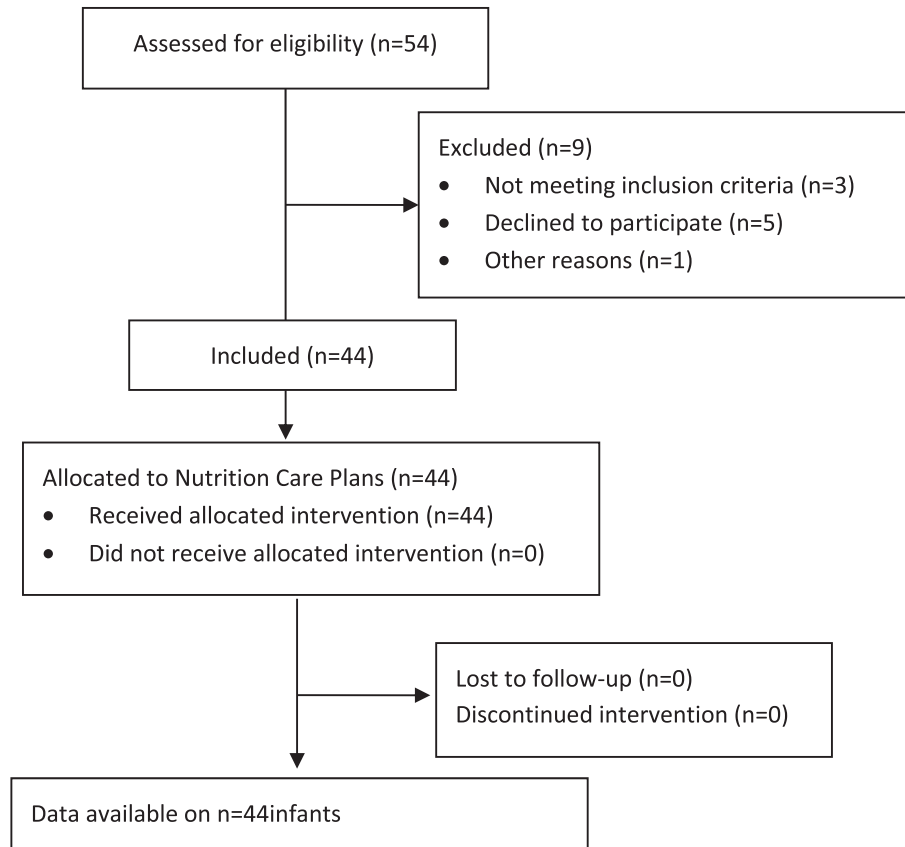 Assessed for eligibility (n=54)
Excluded (n=9)
• Not meeting inclusion criteria (n=3)
• Declined to participate (n=5)
• Other reasons (n=1)
Included (n=44)
Allocated to Nutrition Care Plans (n=44)
• Received allocated intervention (n=44)
• Did not receive allocated intervention (n=0)
Lost to follow-up (n=0)
Discontinued intervention (n=0)
Data available on n=44infants